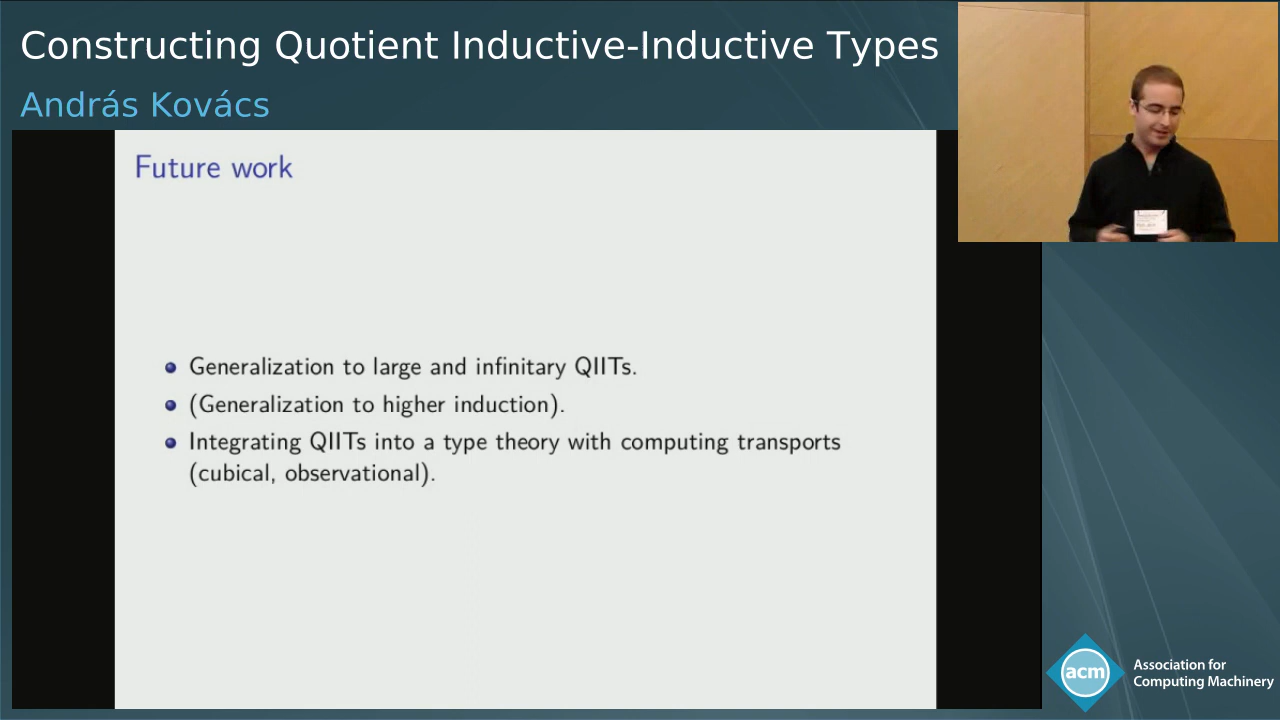 Constructing Quotient Inductive-Inductive Types
András Kovács
Future work
Generalization to large and infinitary QIITs.
(Generalization to higher induction).
Integrating QIITs into a type theory with computing transports
(cubical, observational).
acm
Association for
Computing Machinery